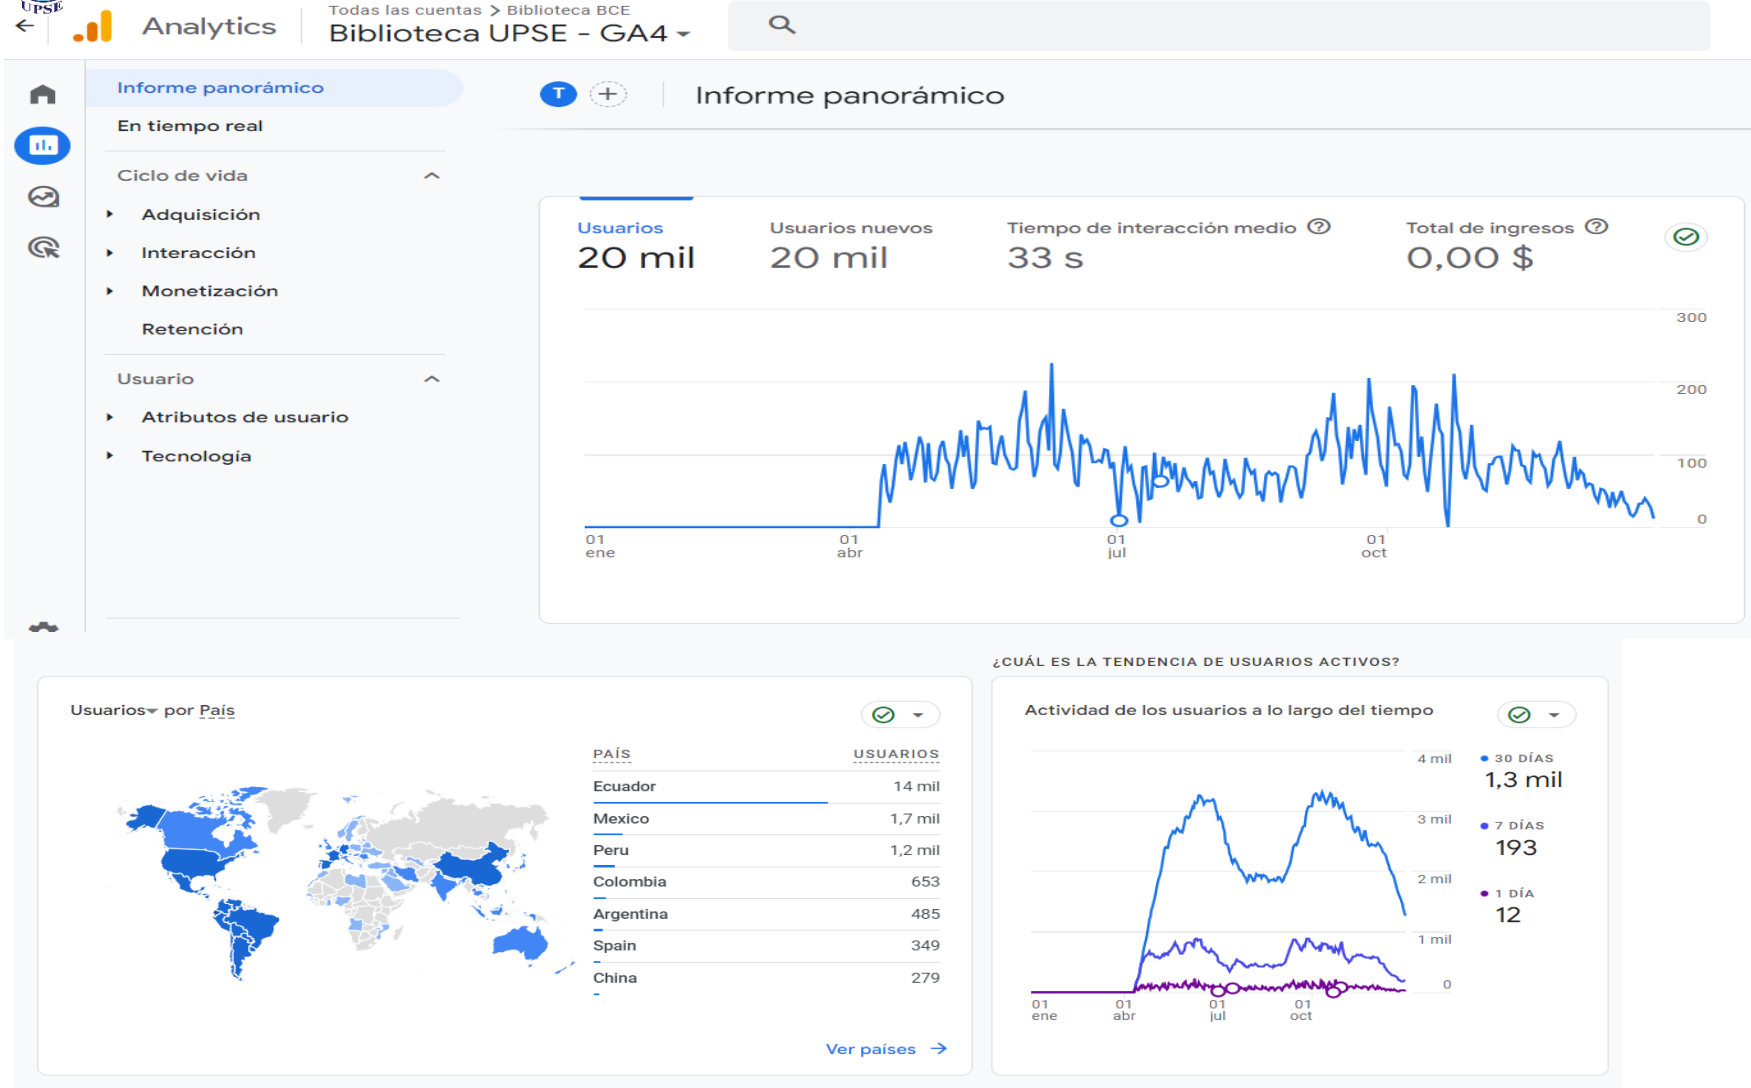 UPSE
Todas las cuentas > Biblioteca BCE
Analytics
Biblioteca UPSE - GA4
Informe panorámico
En tiempo real
Ciclo de vida
Adquisición
Interacción
Monetización
Retención
Usuario
Atributos de usuario
Tecnología
T
Informe panorámico
Usuarios
20 mil
Usuarios nuevos
20 mil
Tiempo de interacción medio
33 s
Total de ingresos
0,00 $
300
200
100
0
01
ene
01
abr
01
jul
01
oct
Usuarios por País
PAÍS USUARIOS
Ecuador 14 mil
Mexico 1,7 mil
Peru 1,2 mil
Colombia 653
Argentina 485
Spain 349
China 279
Ver países
¿CUÁL ES LA TENDENCIA DE USUARIOS ACTIVOS?
Actividad de los usuarios a lo largo del tiempo
4 mil
3 mil
2 mil
1 mil
0
01
ene
01
abr
01
jul
01
oct
30 DÍAS
1,3 mil
7 DÍAS
193
1 DÍA
12